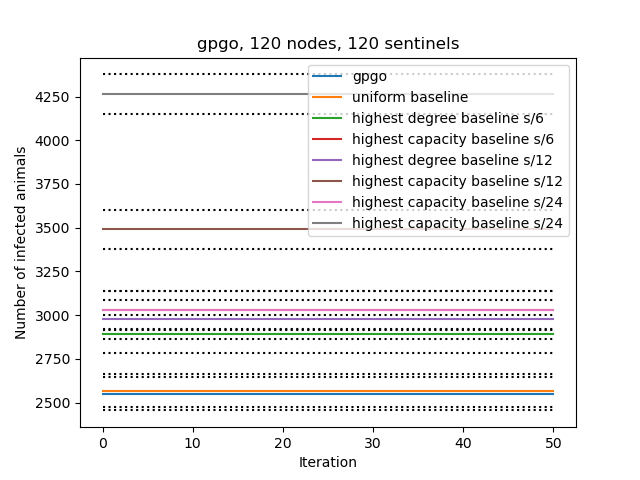 gpgo, 120 nodes, 120 sentinels
gpgo
uniform baseline
highest degree baseline s/6
highest capacity baseline s/6
highest degree baseline s/12
highest capacity baseline s/12
highest capacity baseline s/24
highest capacity baseline s/24
Number of infected animals
4250
4000
3750
3500
3250
3000
2750
2500
0 10 20 30 40 50
Iteration